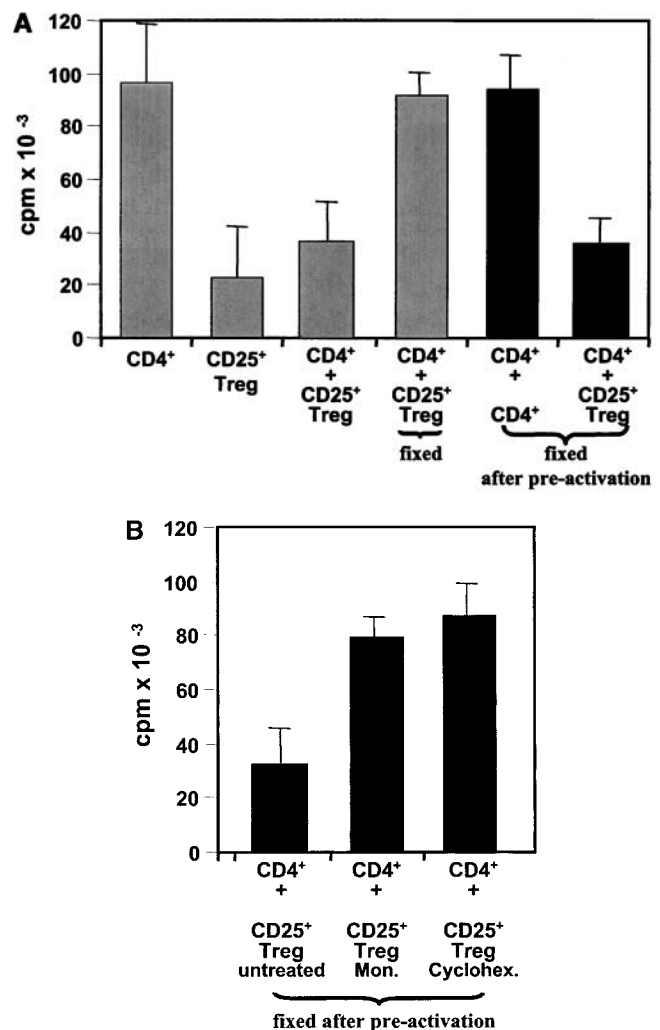 A
120
100
80
60
40
20
0
cpm x 10 -3
CD4+ CD25+ CD4+ CD4+ CD4+ CD4+
Treg + + + +
CD25+ CD25+ CD4+ CD25+
Treg Treg Treg
fixed fixed
after pre-activation
B
120
100
80
60
40
20
0
cpm x 10 -3
CD4+ CD4+ CD4+
+ + +
CD25+ CD25+ CD25+
Treg Treg Treg
untreated Mon. Cyclohex.
fixed after pre-activation